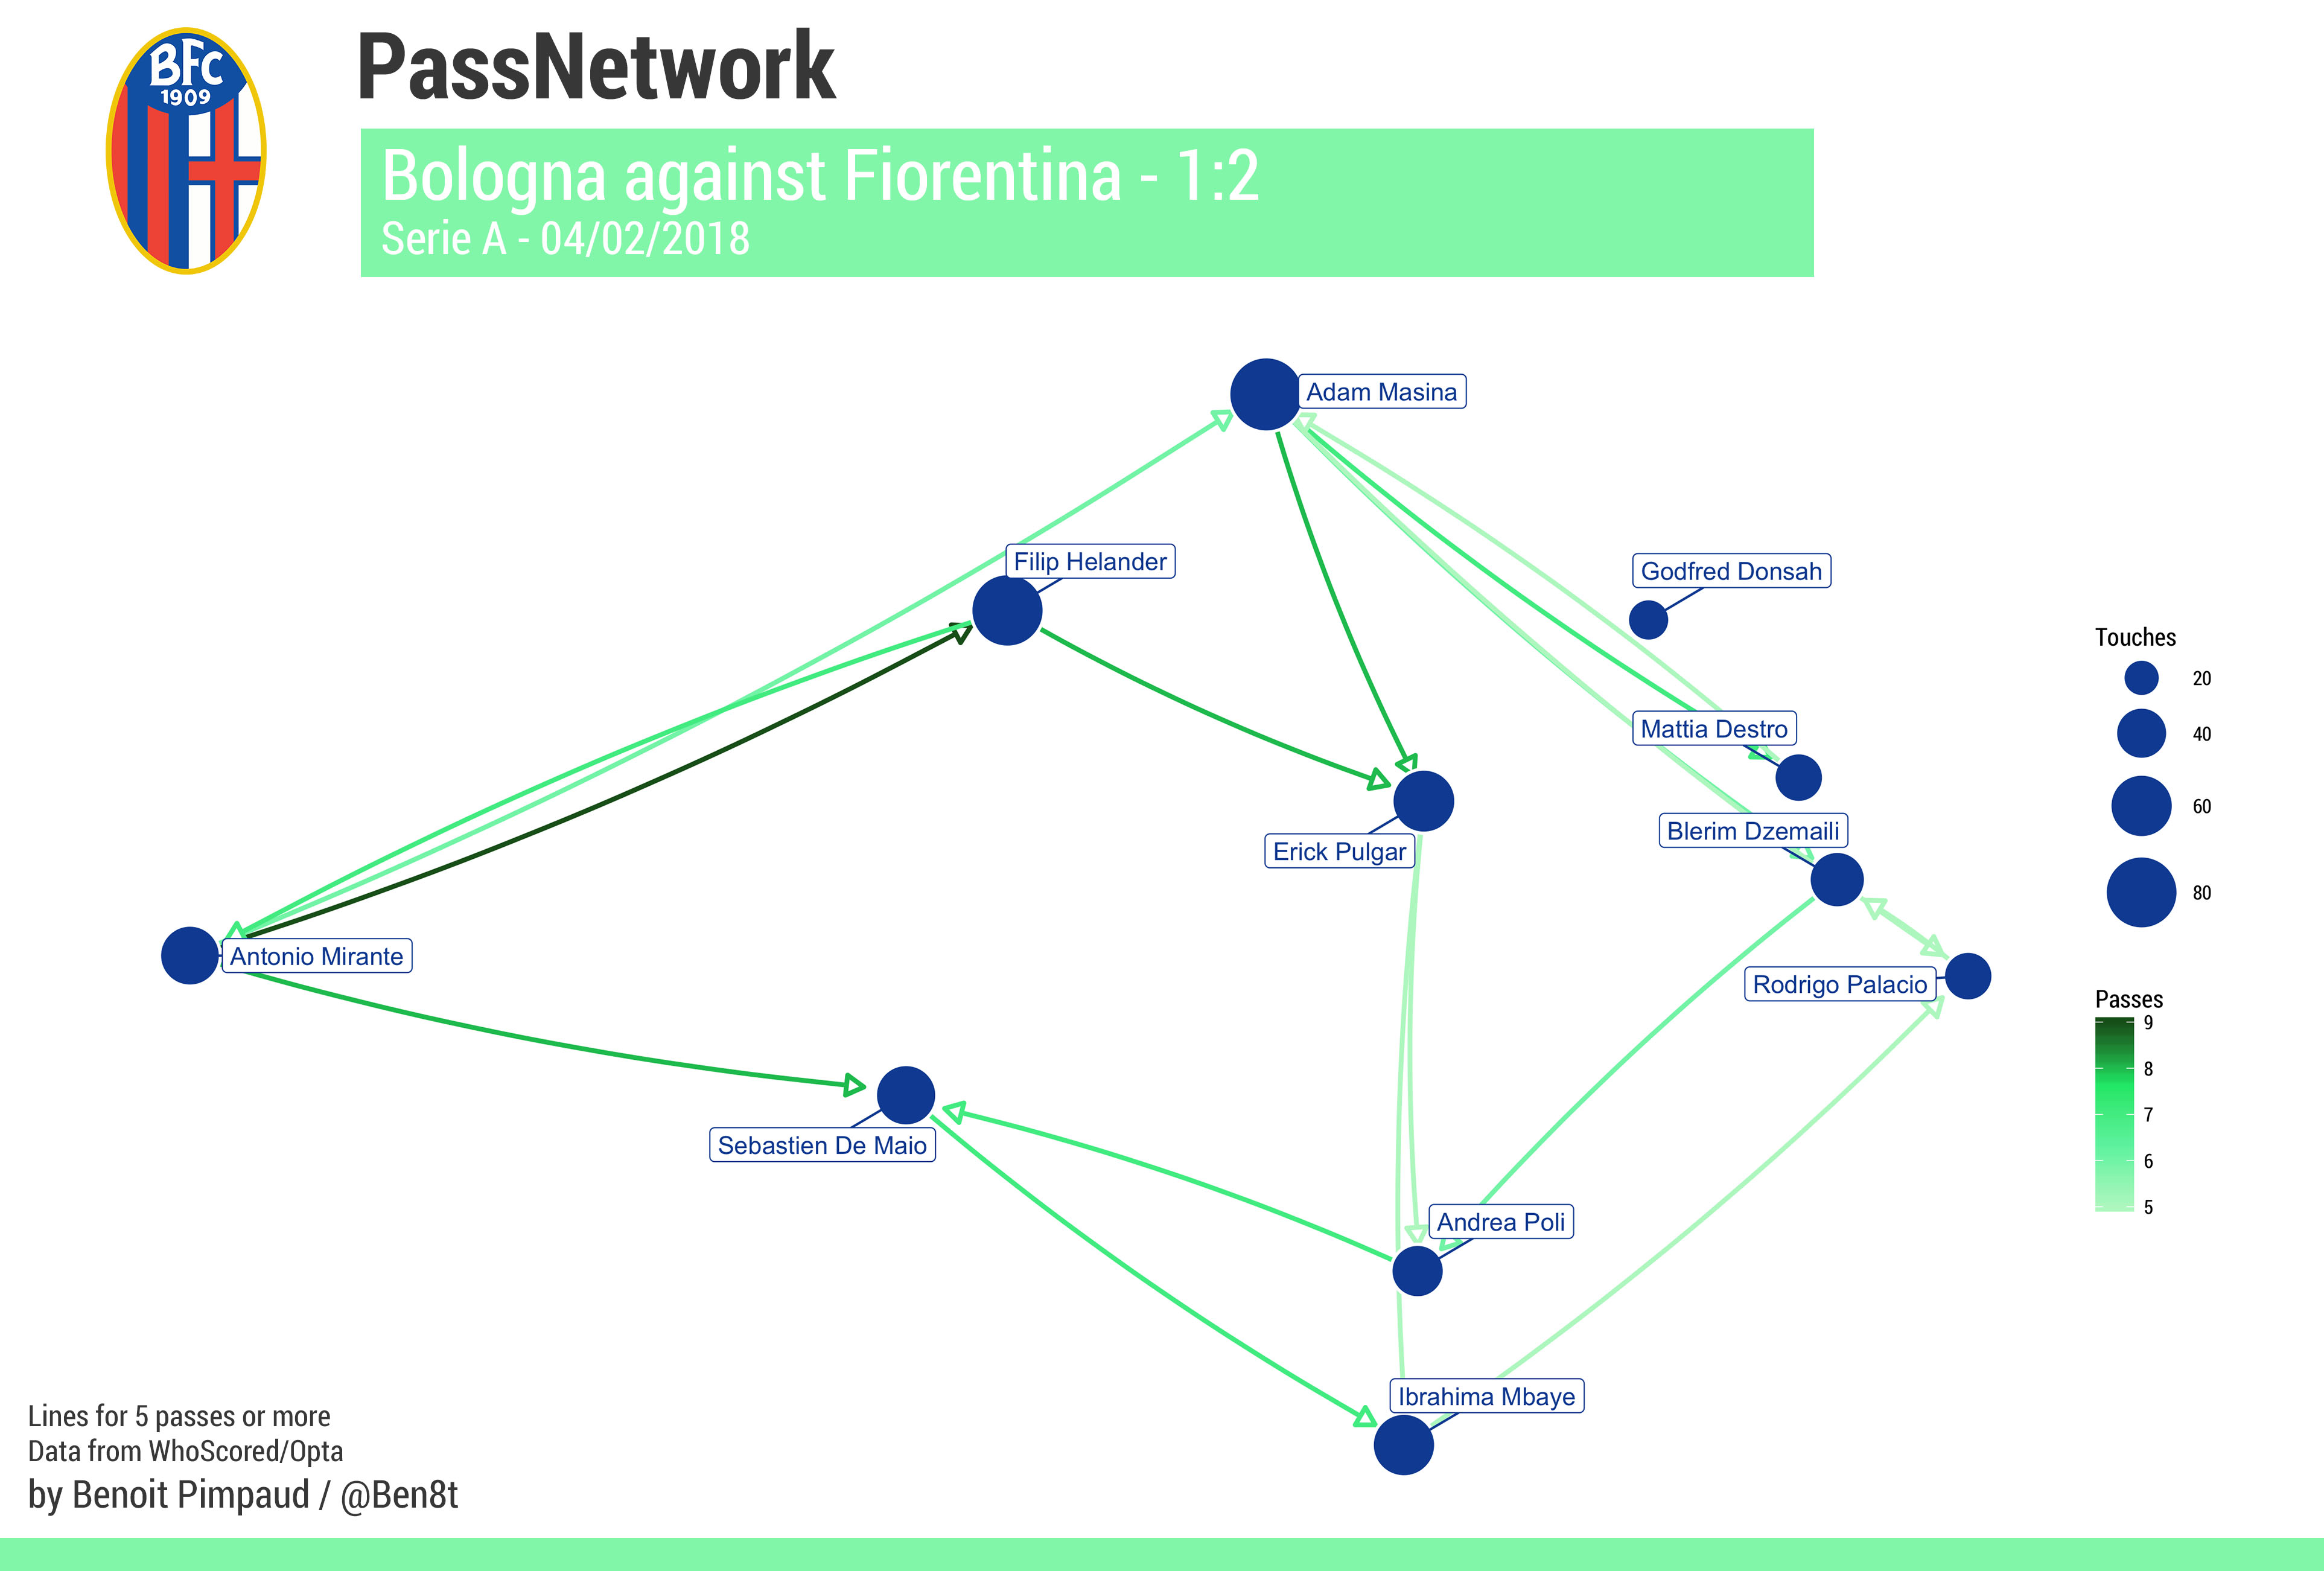 BFC
1909
PassNetwork
Bologna against Fiorentina - 1:2
Serie A - 04/02/2018
Adam Masina
Filip Helander
Godfred Donsah
Mattia Destro
Blerim Dzemaili
Erick Pulgar
Antonio Mirante
Rodrigo Palacio
Sebastien De Maio
Andrea Poli
Ibrahima Mbaye
Touches
20
40
60
80
Passes
9
8
7
6
5
Lines for 5 passes or more
Data from WhoScored/Opta
by Benoit Pimpaud / @Ben8t